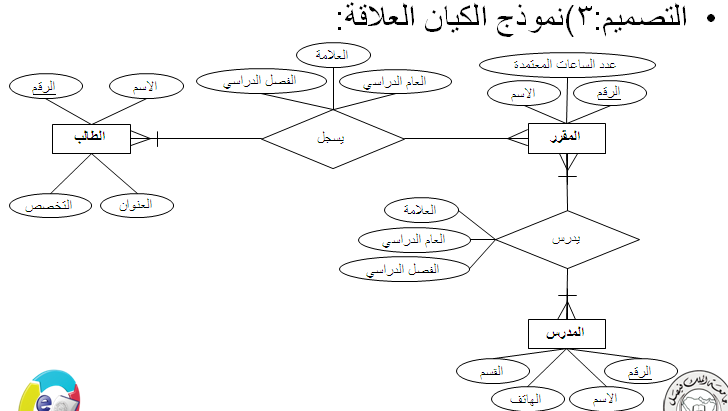 • التصميم:٣)نموذج الكيان العلاقة:
العلامة
الفصل الدراسي
العام الدراسي
عدد الساعات المعتمدة
الرقم
الاسم
الاسم
الرقم
الطالب
يسجل
المقرر
التخصص
العنوان
العلامة
العام الدراسي
الفصل الدراسي
يدرس
المدرس
القسم
الرقم
الهاتف
الاسم
e